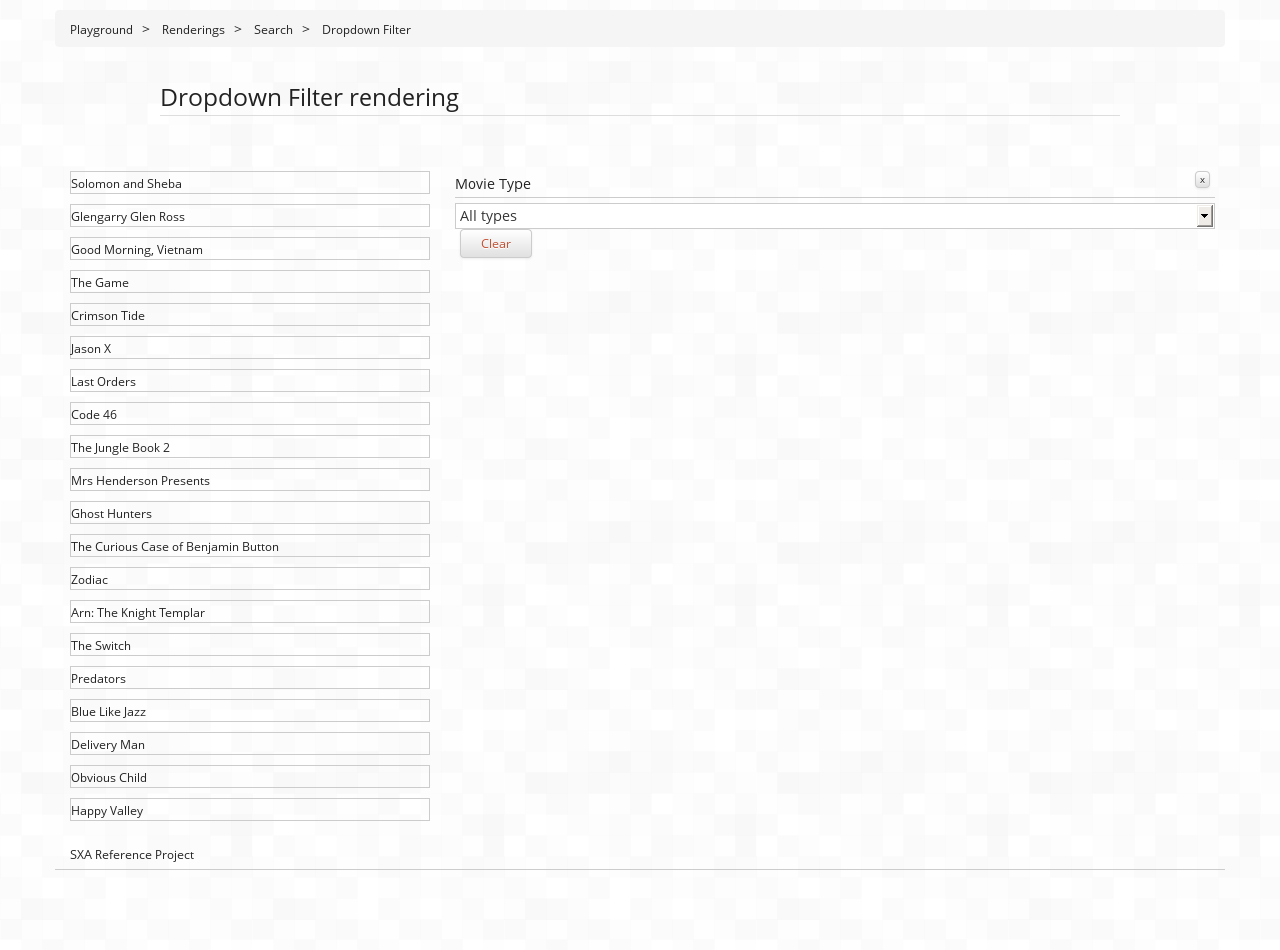 Playground > Renderings > Search > Dropdown Filter
Dropdown Filter rendering
Solomon and Sheba
Glengarry Glen Ross
Good Morning, Vietnam
The Game
Crimson Tide
Jason X
Last Orders
Code 46
The Jungle Book 2
Mrs Henderson Presents
Ghost Hunters
The Curious Case of Benjamin Button
Zodiac
Arn: The Knight Templar
The Switch
Predators
Blue Like Jazz
Delivery Man
Obvious Child
Happy Valley
Movie Type
x
All types
Clear
SXA Reference Project